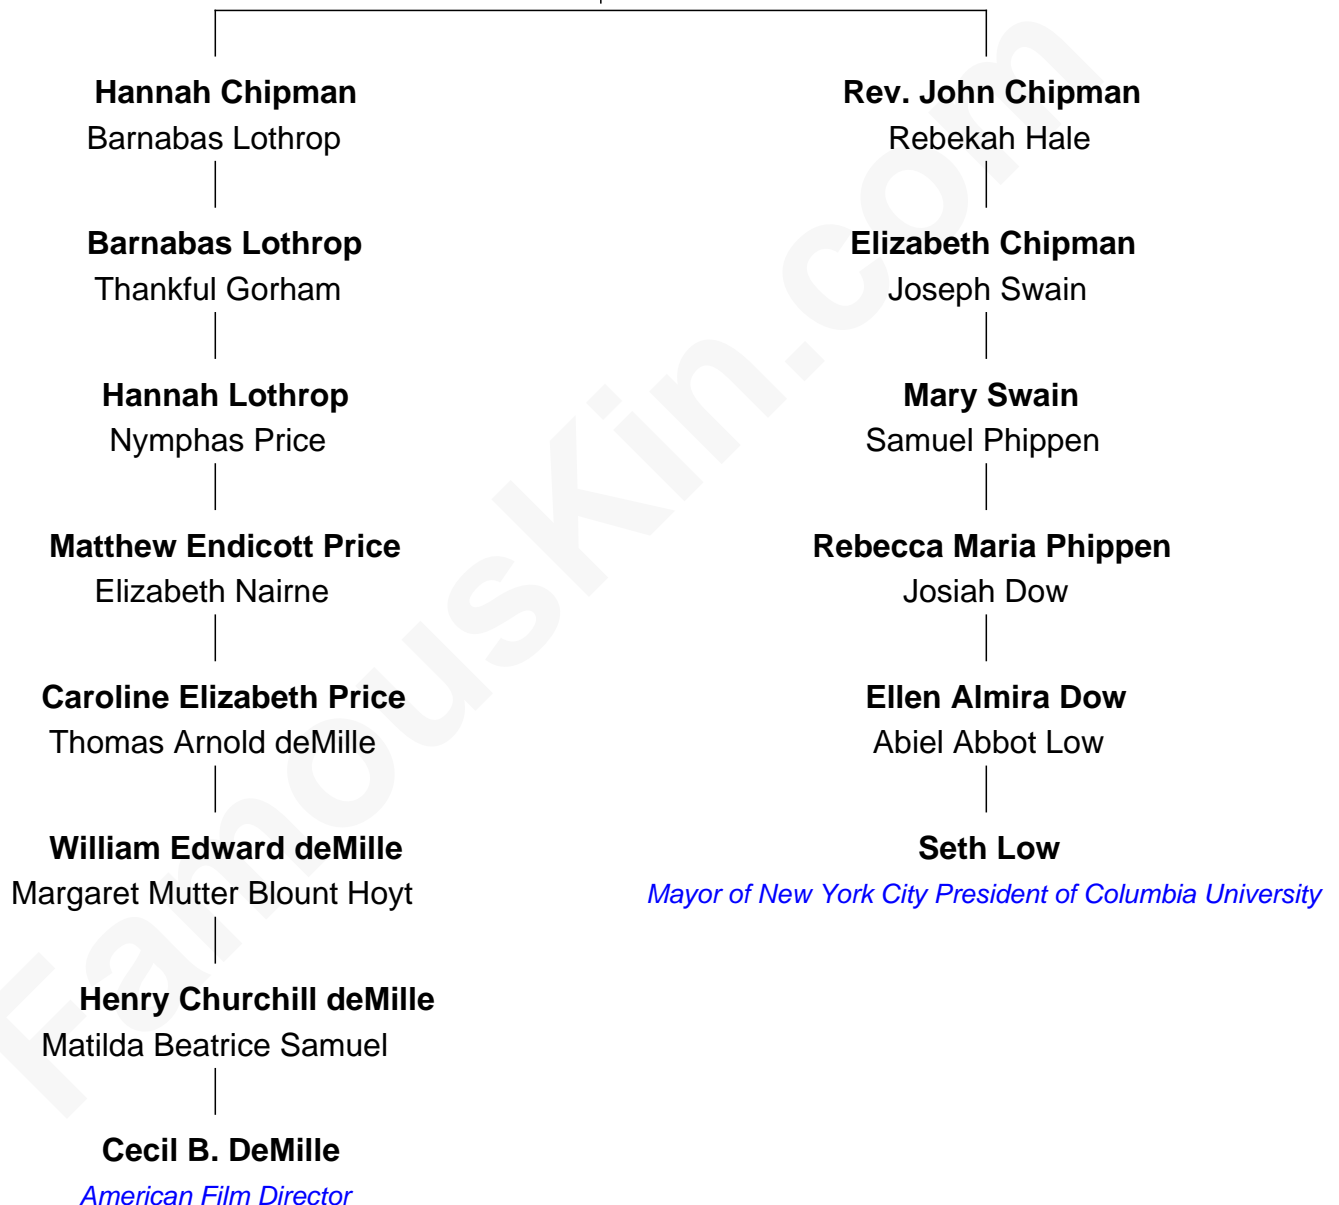 Hannah Chipman
Barnabas Lothrop
Barnabas Lothrop
Thankful Gorham
Hannah Lothrop
Nymphas Price
Matthew Endicott Price
Elizabeth Nairne
Caroline Elizabeth Price
Thomas Arnold deMille
William Edward deMille
Margaret Mutter Blount Hoyt
Henry Churchill deMille
Matilda Beatrice Samuel
Cecil B. DeMille
American Film Director
Rev. John Chipman
Rebekah Hale
Elizabeth Chipman
Joseph Swain
Mary Swain
Samuel Phippen
Rebecca Maria Phippen
Josiah Dow
Ellen Almira Dow
Abiel Abbot Low
Seth Low
Mayor of New York City President of Columbia University
FamousKin.com